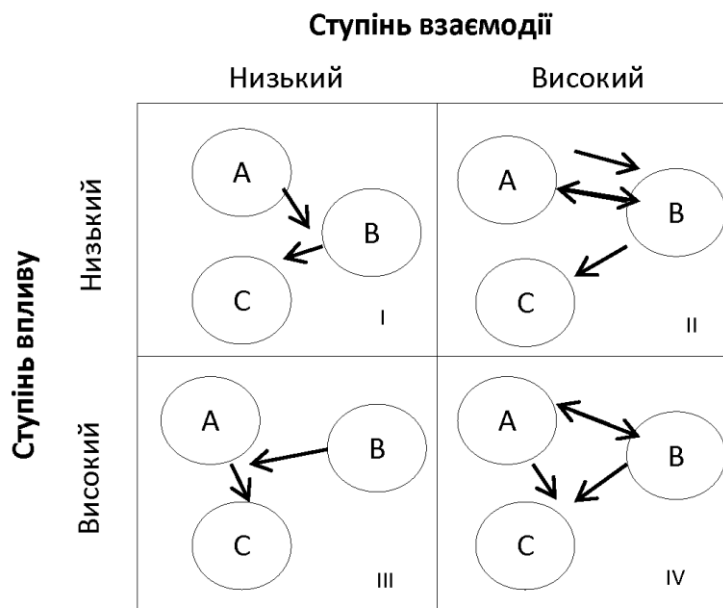 Ступінь взаємодії
Низький
Високий
Ступінь впливу
Низький
A
B
C
I
A
B
C
II
Високий
A
B
C
III
A
B
C
IV